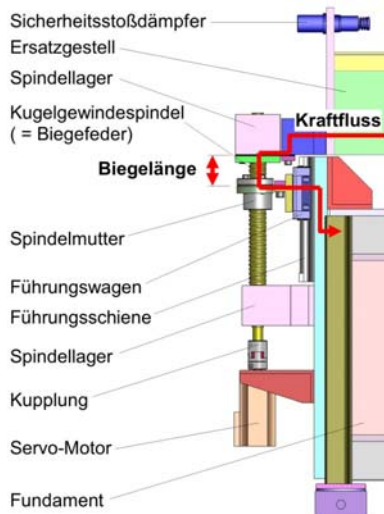 Sicherheitsstoßdämpfer
Ersatzgestell
Spindellager
Kugelgewindespindel
( = Biegefeder)
Kraftfluss
Biegelänge
Spindelmutter
Führungswagen
Führungsschiene
Spindellager
Kupplung
Servo-Motor
Fundament